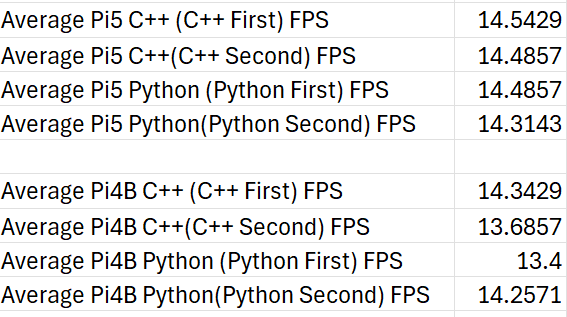 Average Pi5 C++ (C++ First) FPS 14.5429
Average Pi5 C++(C++ Second) FPS 14.4857
Average Pi5 Python (Python First) FPS 14.4857
Average Pi5 Python(Python Second) FPS 14.3143
Average Pi4B C++ (C++ First) FPS 14.3429
Average Pi4B C++(C++ Second) FPS 13.6857
Average Pi4B Python (Python First) FPS 13.4
Average Pi4B Python(Python Second) FPS 14.2571